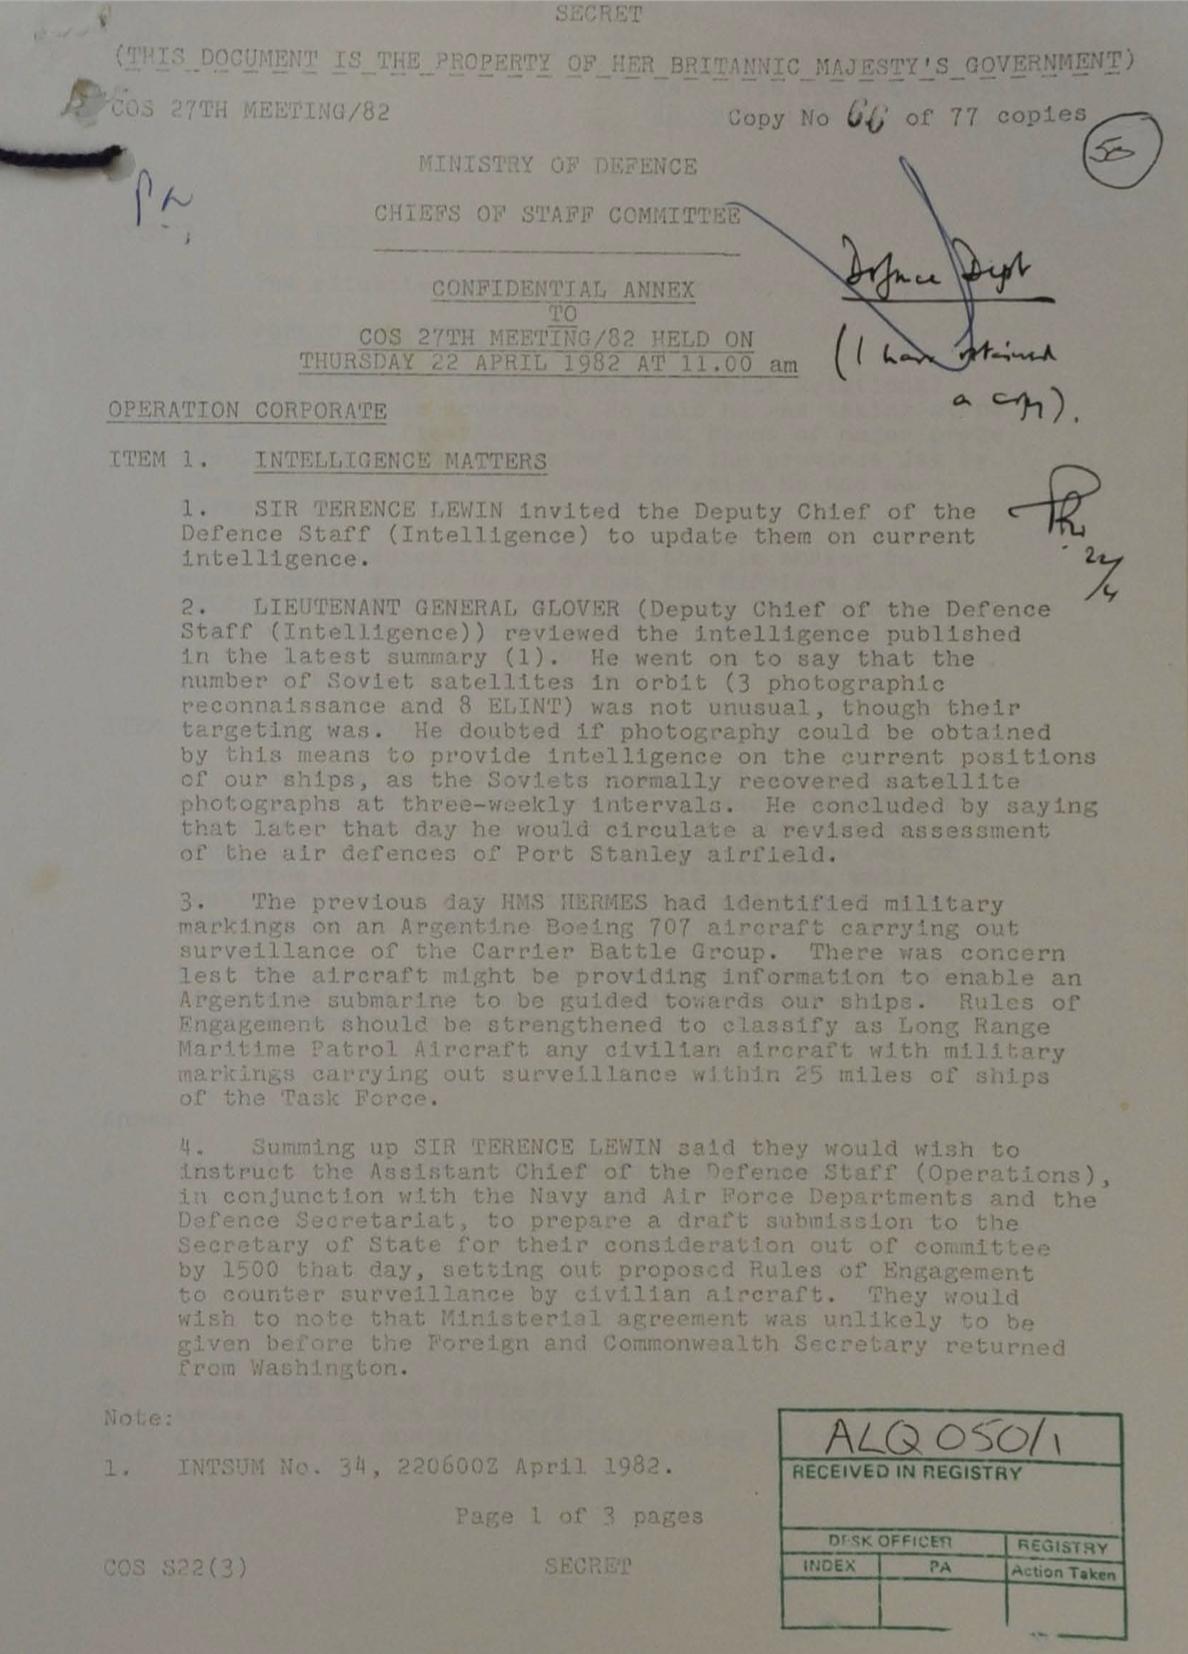 SECRET
(THIS DOCUMENT IS THE PROPERTY OF HER BRITANNIC MAJESTY'S GOVERNMENT)
COS 27TH MEETING/82
Copy No 66 of 77 copies
58
MINISTRY OF DEFENCE
PA
CHIEFS OF STAFF COMMITTEE
Defence Dept
CONFIDENTIAL ANNEX
TO
COS 27TH MEETING/82 HELD ON
THURSDAY 22 APRIL 1982 AT 11.00 am
(I have retained
a copy).
OPERATION CORPORATE
ITEM 1. INTELLIGENCE MATTERS
1. SIR TERENCE LEWIN invited the Deputy Chief of the
Defence Staff (Intelligence) to update them on current
intelligence.
22/4
2. LIEUTENANT GENERAL GLOVER (Deputy Chief of the Defence
Staff (Intelligence)) reviewed the intelligence published
in the latest summary (1). He went on to say that the
number of Soviet satellites in orbit (3 photographic
reconnaissance and 8 ELINT) was not unusual, though their
targeting was. He doubted if photography could be obtained
by this means to provide intelligence on the current positions
of our ships, as the Soviets normally recovered satellite
photographs at three-weekly intervals. He concluded by saying
that later that day he would circulate a revised assessment
of the air defences of Port Stanley airfield.
3. The previous day HMS HERMES had identified military
markings on an Argentine Boeing 707 aircraft carrying out
surveillance of the Carrier Battle Group. There was concern
lest the aircraft might be providing information to enable an
Argentine submarine to be guided towards our ships. Rules of
Engagement should be strengthened to classify as Long Range
Maritime Patrol Aircraft any civilian aircraft with military
markings carrying out surveillance within 25 miles of ships
of the Task Force.
4. Summing up SIR TERENCE LEWIN said they would wish to
instruct the Assistant Chief of the Defence Staff (Operations),
in conjunction with the Navy and Air Force Departments and the
Defence Secretariat, to prepare a draft submission to the
Secretary of State for their consideration out of committee
by 1500 that day, setting out proposed Rules of Engagement
to counter surveillance by civilian aircraft. They would
wish to note that Ministerial agreement was unlikely to be
given before the Foreign and Commonwealth Secretary returned
from Washington.
Note:
1. INTSUM No. 34, 220600Z April 1982.
Page 1 of 3 pages
COS S22(3)
SECRET
ALQ 050/1
RECEIVED IN REGISTRY
DESK OFFICER
REGISTRY
INDEX
PA
Action Taken